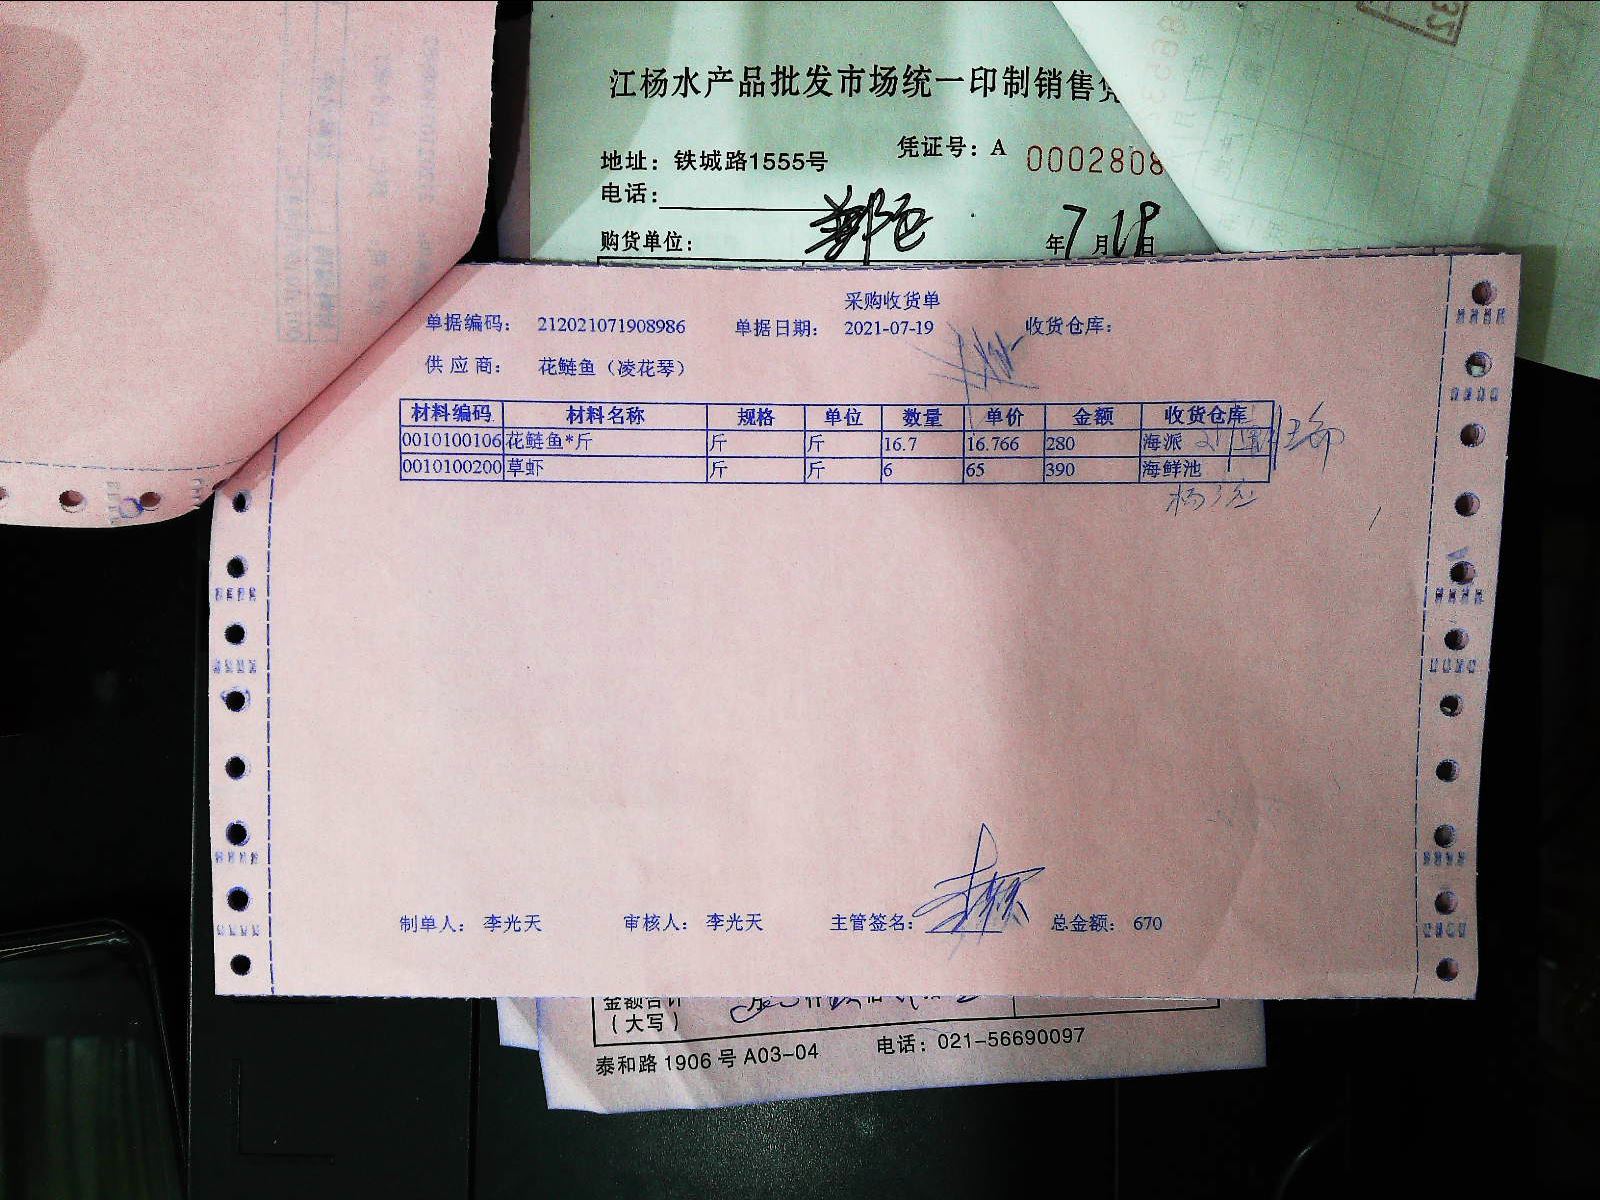 江杨水产品批发市场统一印制销售凭
地址：铁城路1555号 凭证号：A 0002808
电话：
购货单位： 年7月19日
采购收货单
单据编码： 212021071908986 单据日期： 2021-07-19 收货仓库：
供应商： 花鲢鱼（凌花琴）
材料编码 材料名称 规格 单位 数量 单价 金额 收货仓库
0010100106 花鲢鱼*斤 斤 斤 16.7 16.766 280 海派
0010100200 草虾 斤 斤 6 65 390 海鲜池
制单人： 李光天 审核人： 李光天 主管签名： 总金额： 670
金额合计
（大写）
泰和路1906号A03-04 电话：021-56690097